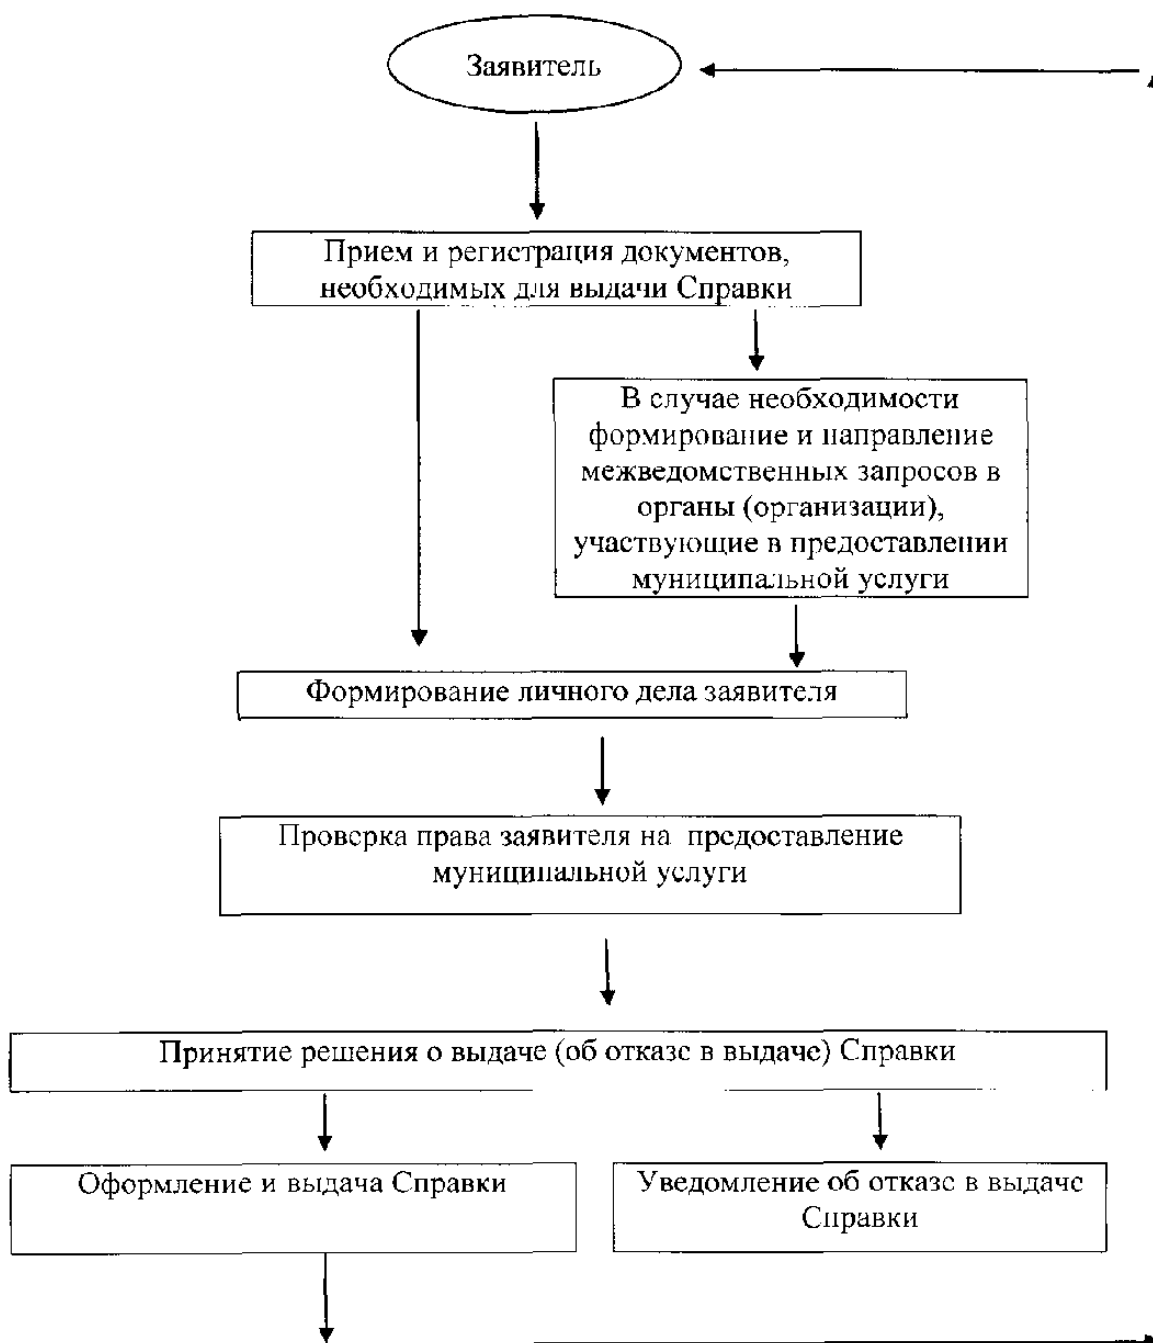 Заявитель
Прием и регистрация документов,
необходимых для выдачи Справки
В случае необходимости
формирование и направление
межведомственных запросов в
органы (организации),
участвующие в предоставлении
муниципальной услуги
Формирование личного дела заявителя
Проверка права заявителя на предоставление
муниципальной услуги
Принятие решения о выдаче (об отказе в выдаче) Справки
Оформление и выдача Справки
Уведомление об отказе в выдаче
Справки